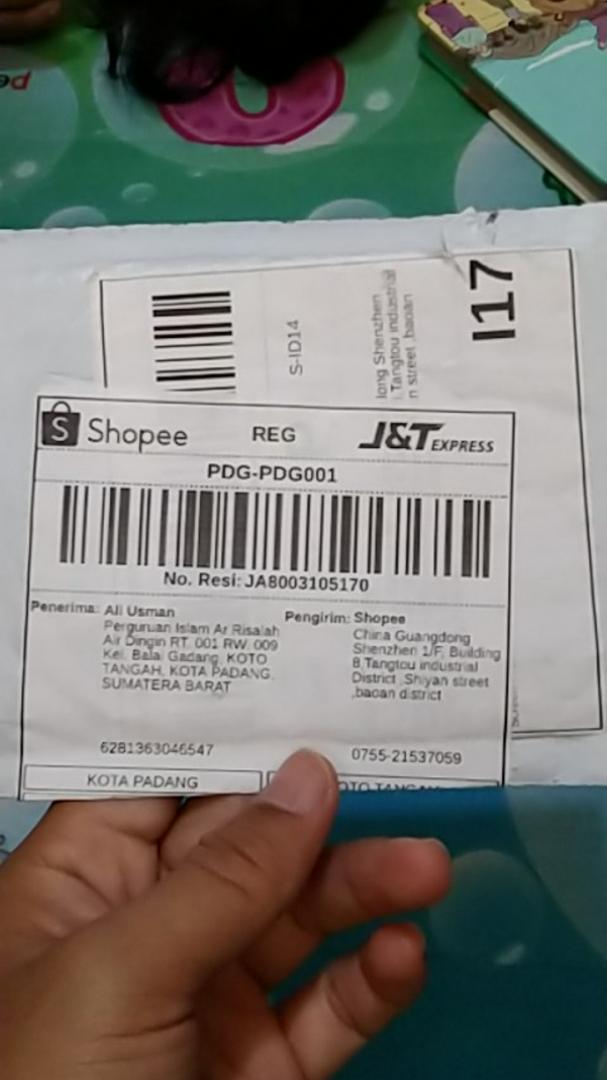 S-ID14
long Shenzhen
Tangtou industrial
n street ,baoan
I17
Shopee
REG
J&T EXPRESS
PDG-PDG001
No. Resi: JA8003105170
Penerima: Ali Usman
Perguruan Islam Ar Risalah
Air Dingin RT. 001 RW. 009
Kel. Balai Gadang, KOTO
TANGAH, KOTA PADANG,
SUMATERA BARAT
6281363046547
Pengirim: Shopee
China Guangdong
Shenzhen 1/F, Building
8,Tangtou industrial
District ,Shiyan street
,baoan district
0755-21537059
KOTA PADANG